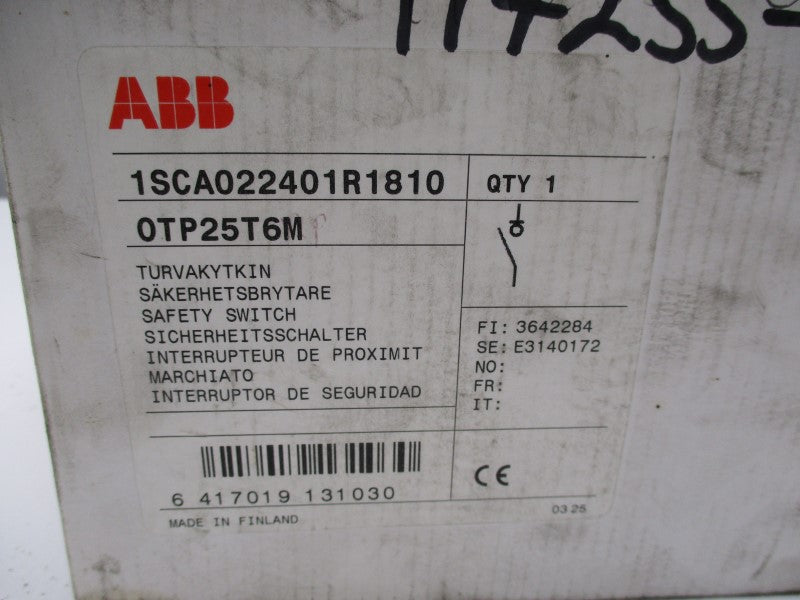 ABB
1SCA022401R1810
QTY 1
OTP25T6M
TURVAKYTKIN
SÄKERHETSBRYTARE
SAFETY SWITCH
SICHERHEITSSCHALTER
INTERRUPTEUR DE PROXIMIT
MARCHIATO
INTERRUPTOR DE SEGURIDAD
FI: 3642284
SE: E3140172
NO:
FR:
IT:
6 417019 131030
CE
MADE IN FINLAND
03 25